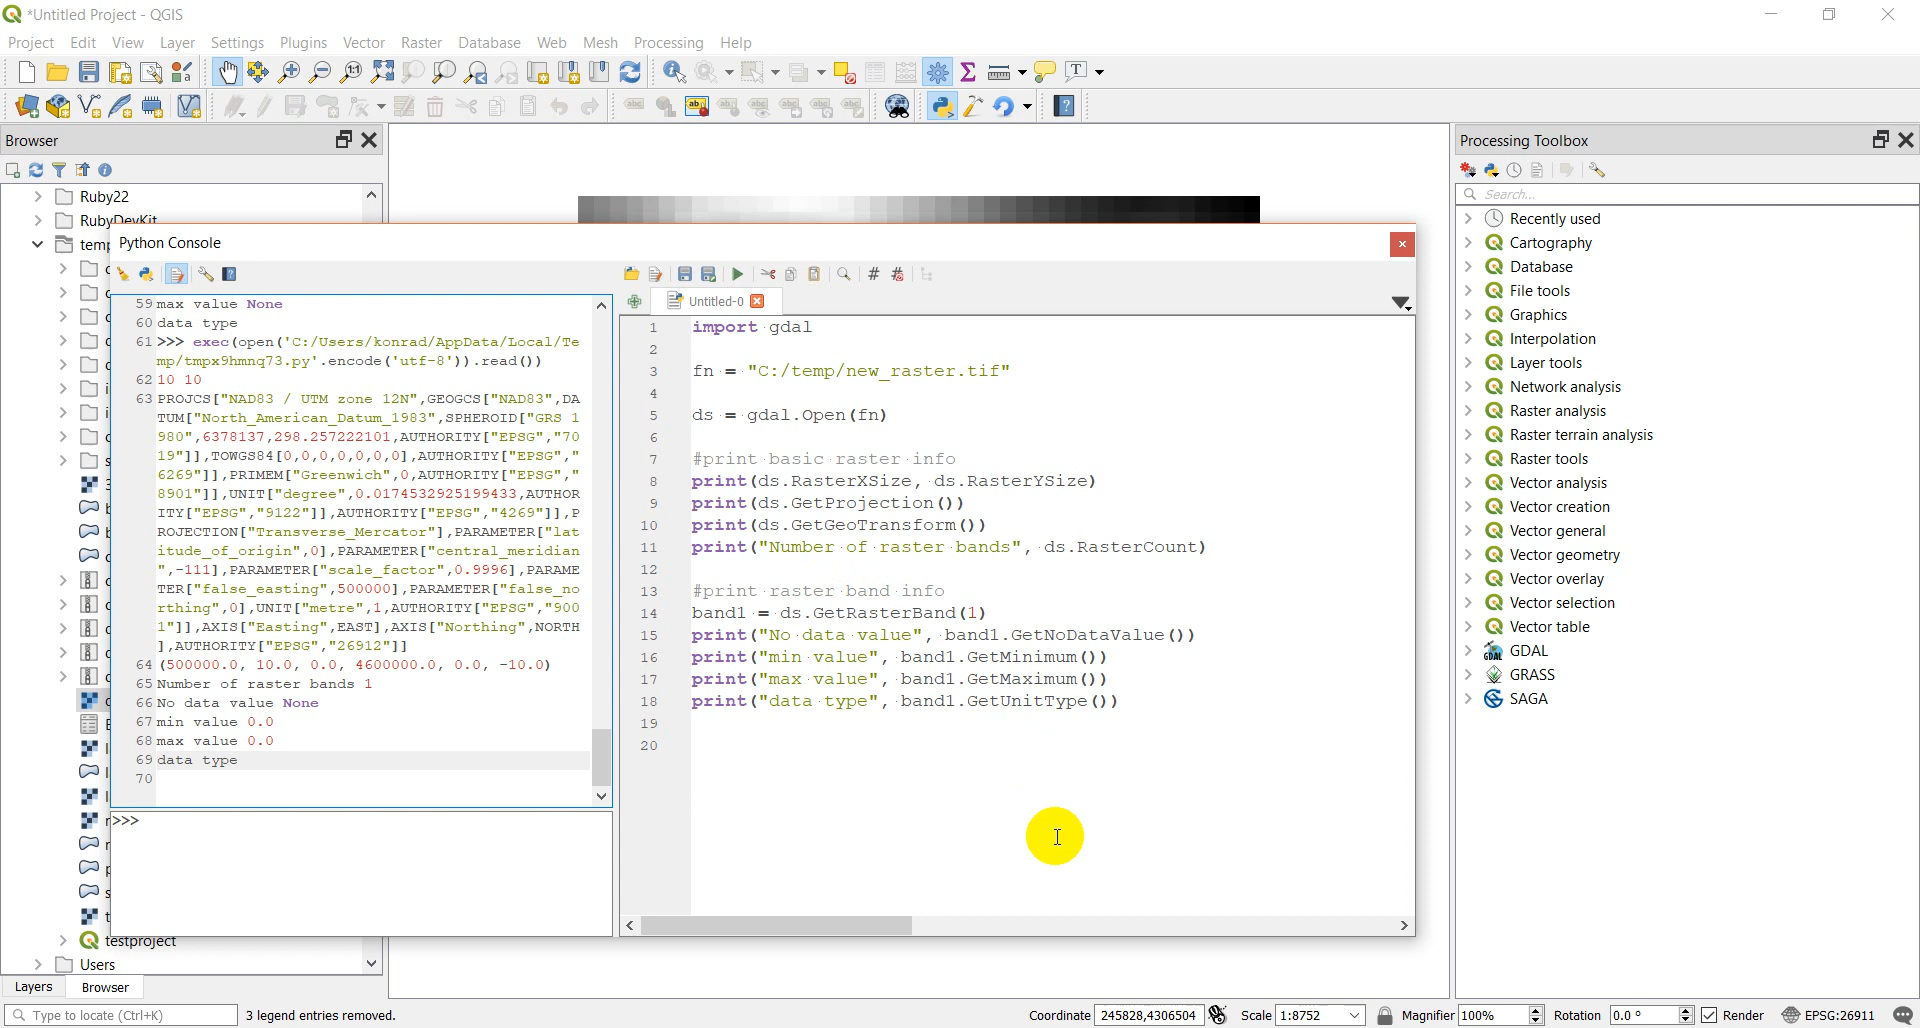 *Untitled Project - QGIS
Project Edit View Layer Settings Plugins Vector Raster Database Web Mesh Processing Help
Browser
Ruby22
RubyDevKit
temp
testproject
Users
Layers Browser
Python Console
59 max value None
60 data type
61 >>> exec(open('C:/Users/konrad/AppData/Local/Te
mp/tmpx9hmnq73.py'.encode('utf-8')).read())
62 10 10
63 PROJCS["NAD83 / UTM zone 12N",GEOGCS["NAD83",DA
TUM["North_American_Datum_1983",SPHEROID["GRS 1
980",6378137,298.257222101,AUTHORITY["EPSG","70
19"]],TOWGS84[0,0,0,0,0,0,0],AUTHORITY["EPSG","
6269"]],PRIMEM["Greenwich",0,AUTHORITY["EPSG","
8901"]],UNIT["degree",0.0174532925199433,AUTHOR
ITY["EPSG","9122"]],AUTHORITY["EPSG","4269"]],P
ROJECTION["Transverse_Mercator"],PARAMETER["lat
itude_of_origin",0],PARAMETER["central_meridian
",-111],PARAMETER["scale_factor",0.9996],PARAME
TER["false_easting",500000],PARAMETER["false_no
rthing",0],UNIT["metre",1,AUTHORITY["EPSG","900
1"]],AXIS["Easting",EAST],AXIS["Northing",NORTH
],AUTHORITY["EPSG","26912"]]
64 (500000.0, 10.0, 0.0, 4600000.0, 0.0, -10.0)
65 Number of raster bands 1
66 No data value None
67 min value 0.0
68 max value 0.0
69 data type
70
>>>
Untitled-0
1 import gdal
2
3 fn = "C:/temp/new_raster.tif"
4
5 ds = gdal.Open(fn)
6
7 #print basic raster info
8 print(ds.RasterXSize, ds.RasterYSize)
9 print(ds.GetProjection())
10 print(ds.GetGeoTransform())
11 print("Number of raster bands", ds.RasterCount)
12
13 #print raster band info
14 band1 = ds.GetRasterBand(1)
15 print("No data value", band1.GetNoDataValue())
16 print("min value", band1.GetMinimum())
17 print("max value", band1.GetMaximum())
18 print("data type", band1.GetUnitType())
19
20
Processing Toolbox
Search...
Recently used
Cartography
Database
File tools
Graphics
Interpolation
Layer tools
Network analysis
Raster analysis
Raster terrain analysis
Raster tools
Vector analysis
Vector creation
Vector general
Vector geometry
Vector overlay
Vector selection
Vector table
GDAL
GRASS
SAGA
Type to locate (Ctrl+K) 3 legend entries removed. Coordinate 245828,4306504 Scale 1:8752 Magnifier 100% Rotation 0.0 ° Render EPSG:26911